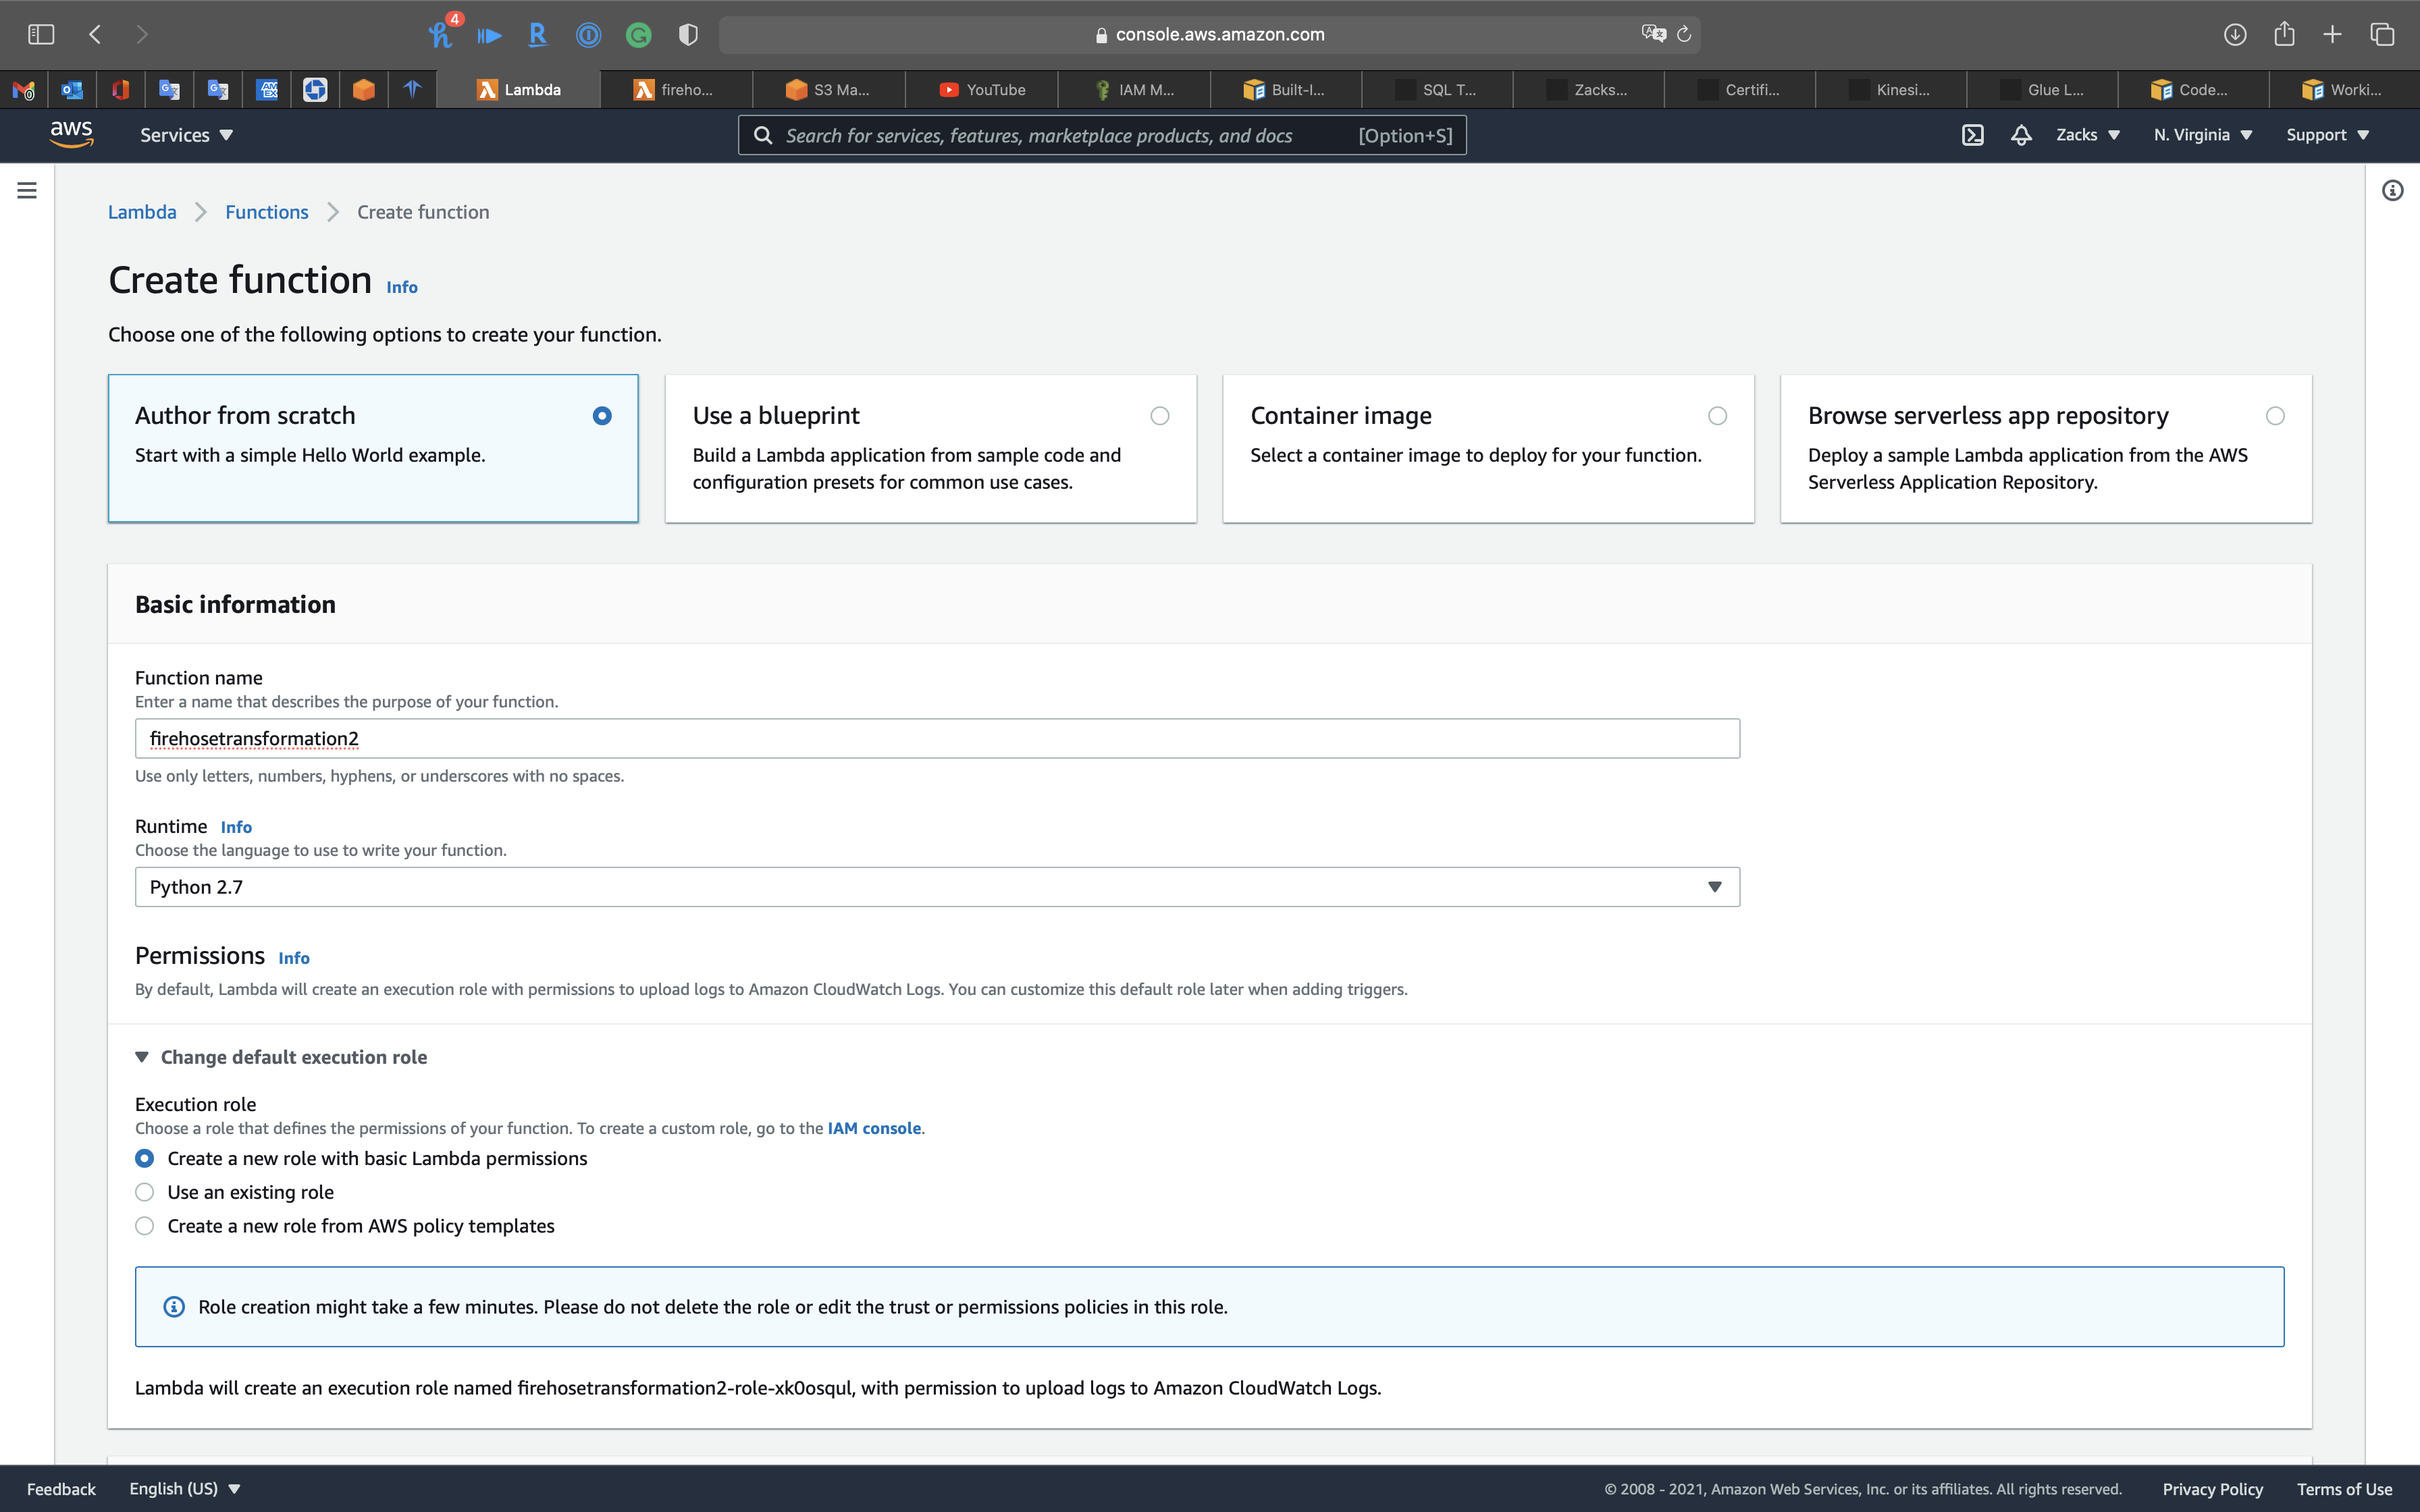 4
console.aws.amazon.com
Lambda
fireho...
S3 Ma...
YouTube
IAM M...
Built-I...
SQL T...
Zacks...
Certifi...
Kinesi...
Glue L...
Code...
Worki...
aws
Services
Search for services, features, marketplace products, and docs [Option+S]
Zacks
N. Virginia
Support
Lambda
Functions
Create function
Create function Info
Choose one of the following options to create your function.
Author from scratch
Start with a simple Hello World example.
Use a blueprint
Build a Lambda application from sample code and
configuration presets for common use cases.
Container image
Select a container image to deploy for your function.
Browse serverless app repository
Deploy a sample Lambda application from the AWS
Serverless Application Repository.
Basic information
Function name
Enter a name that describes the purpose of your function.
firehosetransformation2
Use only letters, numbers, hyphens, or underscores with no spaces.
Runtime Info
Choose the language to use to write your function.
Python 2.7
Permissions Info
By default, Lambda will create an execution role with permissions to upload logs to Amazon CloudWatch Logs. You can customize this default role later when adding triggers.
Change default execution role
Execution role
Choose a role that defines the permissions of your function. To create a custom role, go to the IAM console.
Create a new role with basic Lambda permissions
Use an existing role
Create a new role from AWS policy templates
Role creation might take a few minutes. Please do not delete the role or edit the trust or permissions policies in this role.
Lambda will create an execution role named firehosetransformation2-role-xk0osqul, with permission to upload logs to Amazon CloudWatch Logs.
Feedback
English (US)
© 2008 - 2021, Amazon Web Services, Inc. or its affiliates. All rights reserved.
Privacy Policy
Terms of Use